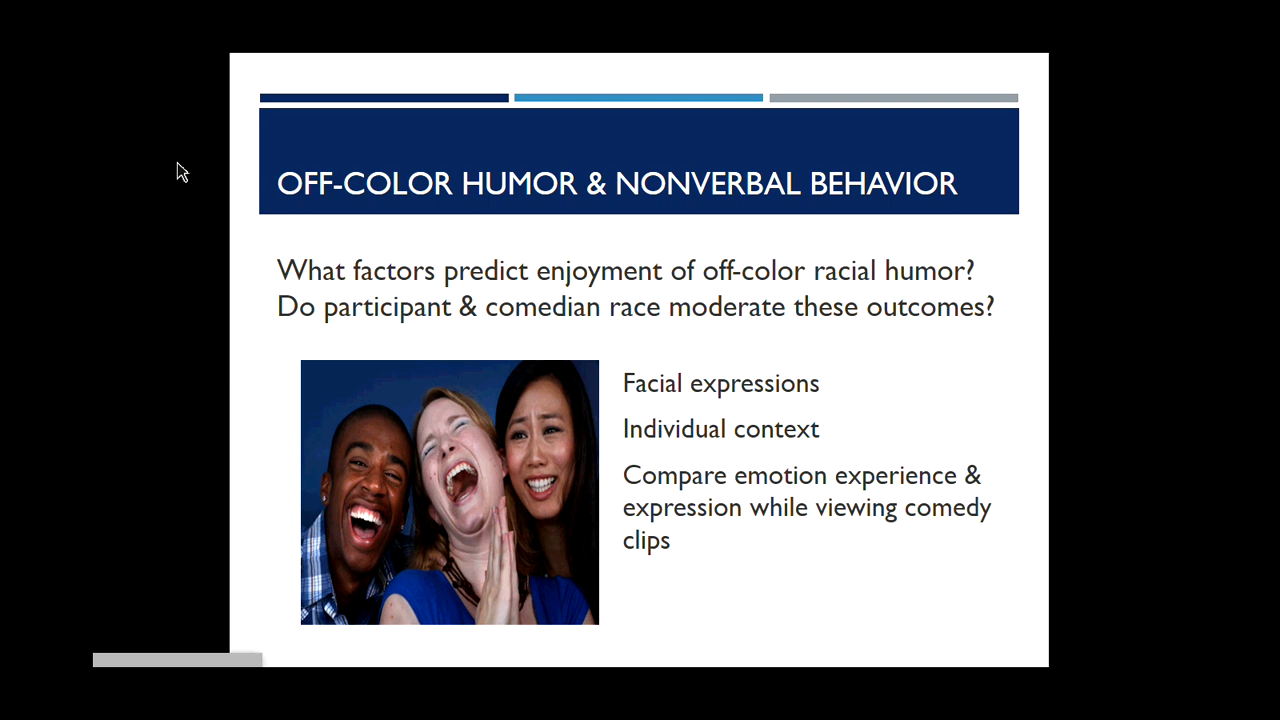 OFF-COLOR HUMOR & NONVERBAL BEHAVIOR
What factors predict enjoyment of off-color racial humor?
Do participant & comedian race moderate these outcomes?
Facial expressions
Individual context
Compare emotion experience &
expression while viewing comedy
clips